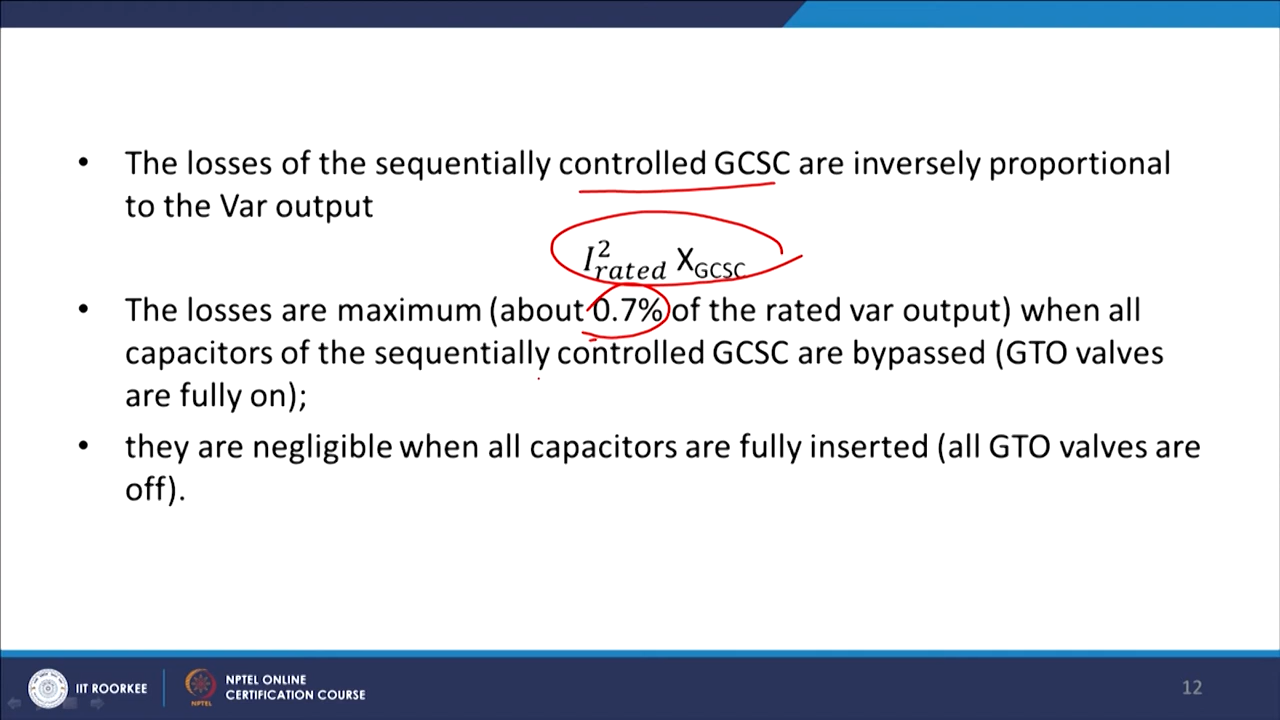 • The losses of the sequentially controlled GCSC are inversely proportional
to the Var output
I²rated XGCSC
• The losses are maximum (about 0.7% of the rated var output) when all
capacitors of the sequentially controlled GCSC are bypassed (GTO valves
are fully on);
• they are negligible when all capacitors are fully inserted (all GTO valves are
off).
IIT ROORKEE
NPTEL
NPTEL ONLINE
CERTIFICATION COURSE
12